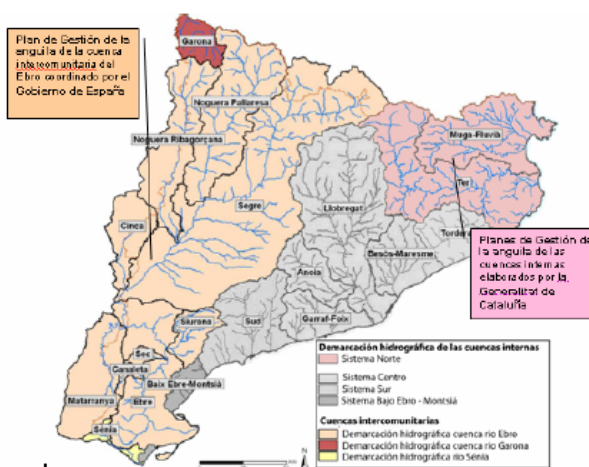 Plan de Gestión de la
anguila de la cuenca
intercomunitaria del
Ebro coordinado por el
Gobierno de España
Garona
Noguera Pallaresa
Noguera Ribagorçana
Muga-Fluvià
Ter
Segre
Llobregat
Cinca
Tordera
Besòs-Maresme
Anoia
Planes de Gestión de
la anguila de las
cuencas internas
elaborados por la
Generalitat de
Cataluña
Siurana
Sud
Garraf-Foix
Sec
Canaleta
Baix Ebre-Montsià
Matarranya
Ebre
Sénia
Demarcación hidrográfica de las cuencas internas
Sistema Norte
Sistema Centro
Sistema Sur
Sistema Bajo Ebro - Montsià
Cuencas intercomunitarias
Demarcación hidrográfica cuenca río Ebro
Demarcación hidrográfica cuenca río Garona
Demarcación hidrográfica río Sénia
N